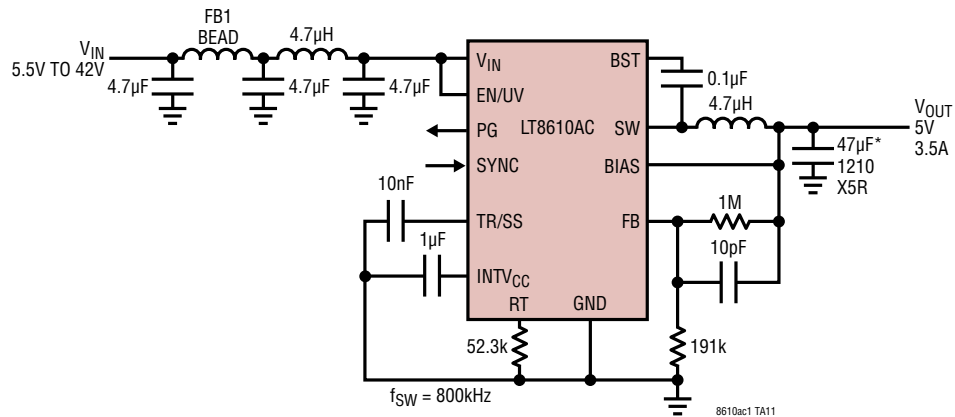 FB1
BEAD
4.7µH
VIN
5.5V TO 42V
4.7µF
4.7µF
4.7µF
VIN
EN/UV
PG
SYNC
TR/SS
INTVCC
RT
GND
LT8610AC
BST
SW
BIAS
FB
0.1µF
4.7µH
VOUT
5V
3.5A
47µF*
1210
X5R
10nF
1µF
1M
10pF
52.3k
191k
fSW = 800kHz
8610ac1 TA11